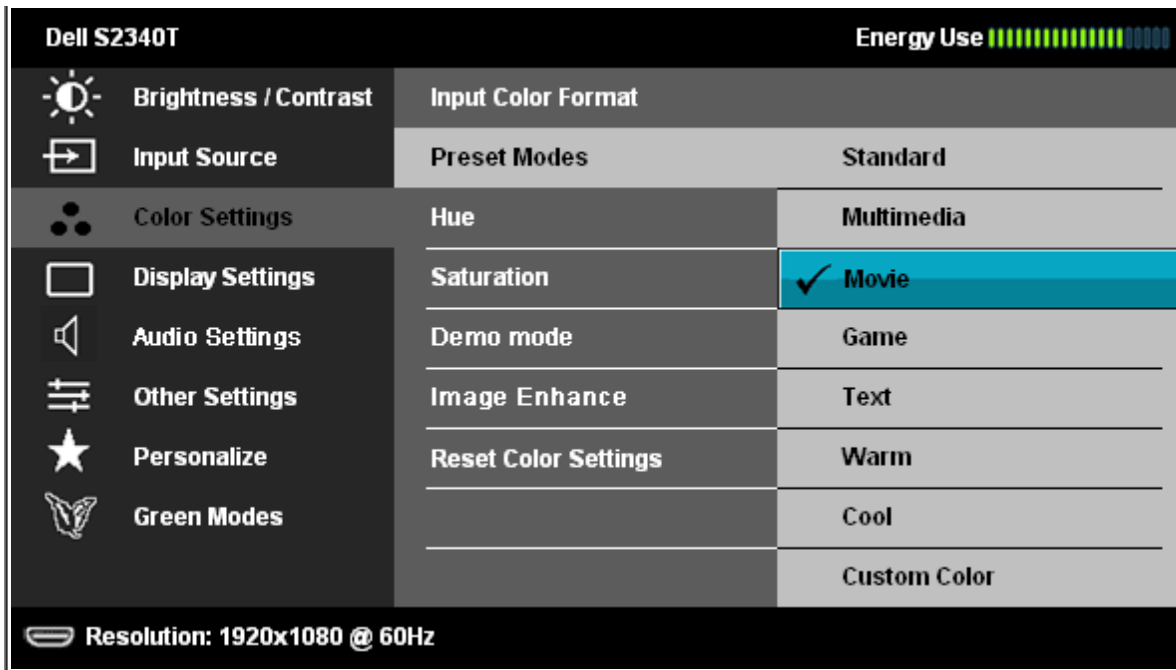 Dell S2340T
Energy Use
Brightness / Contrast
Input Source
Color Settings
Display Settings
Audio Settings
Other Settings
Personalize
Green Modes
Input Color Format
Preset Modes
Hue
Saturation
Demo mode
Image Enhance
Reset Color Settings
Standard
Multimedia
Movie
Game
Text
Warm
Cool
Custom Color
Resolution: 1920x1080 @ 60Hz